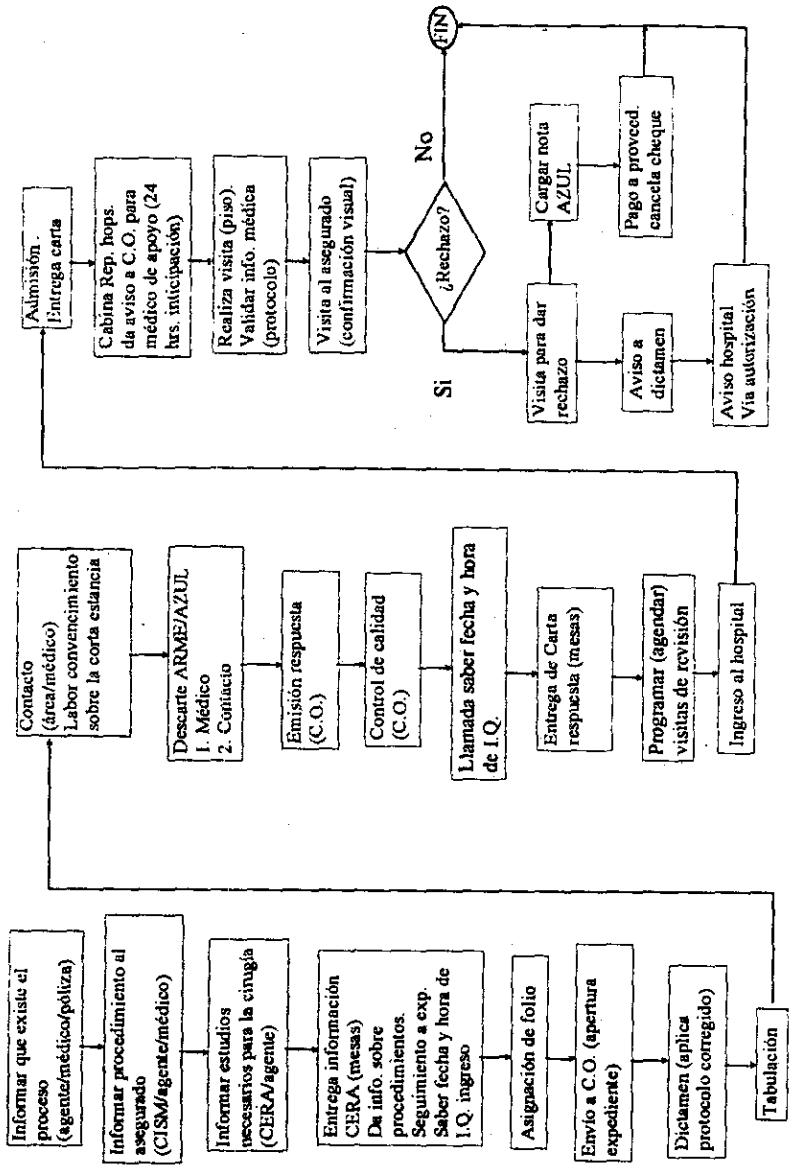 Informar que existe el
proceso
(agente/médico/póliza)
Informar procedimiento al
asegurado
(CISM/agente/médico)
Informar estudios
necesarios para la cirugía
(CERA/agente)
Entrega información
CERA (mesas)
Da info. sobre
procedimientos.
Seguimiento a exp.
Saber fecha y hora de
I.Q. ingreso
Asignación de folio
Envío a C.O. (apertura
expediente)
Dictamen (aplica
protocolo corregido)
Tabulación
Contacto
(área/médico)
Labor convencimiento
sobre la corta estancia
Descarte ARME/AZUL
1. Médico
2. Contacto
Emisión respuesta
(C.O.)
Control de calidad
(C.O.)
Llamada saber fecha y hora
de I.Q.
Entrega de Carta
respuesta (mesas)
Programar (agendar)
visitas de revisión
Ingreso al hospital
Admisión.
Entrega carta
Cabina Rep. hops.
da aviso a C.O. para
médico de apoyo (24
hrs. inticipación)
Realiza visita (piso).
Validar info. médica
(protocolo)
Visita al asegurado
(confirmación visual)
¿Rechazo?
No
FIN
Si
Visita para dar
rechazo
Cargar nota
AZUL
Aviso a
dictamen
Pago a proveed.
cancela cheque
Aviso hospital
Via autorización